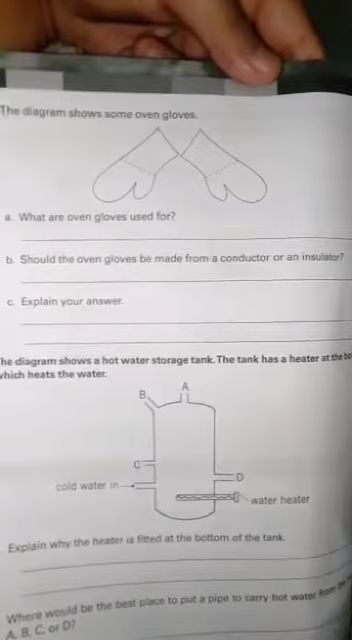 The diagram shows some oven gloves.
a. What are oven gloves used for?
b. Should the oven gloves be made from a conductor or an insulator?
c. Explain your answer.
he diagram shows a hot water storage tank. The tank has a heater at the bo
which heats the water.
A
B
C
D
cold water in
water heater
Explain why the heater is fitted at the bottom of the tank.
Where would be the best place to put a pipe to carry hot water from
A, B, C, or D?